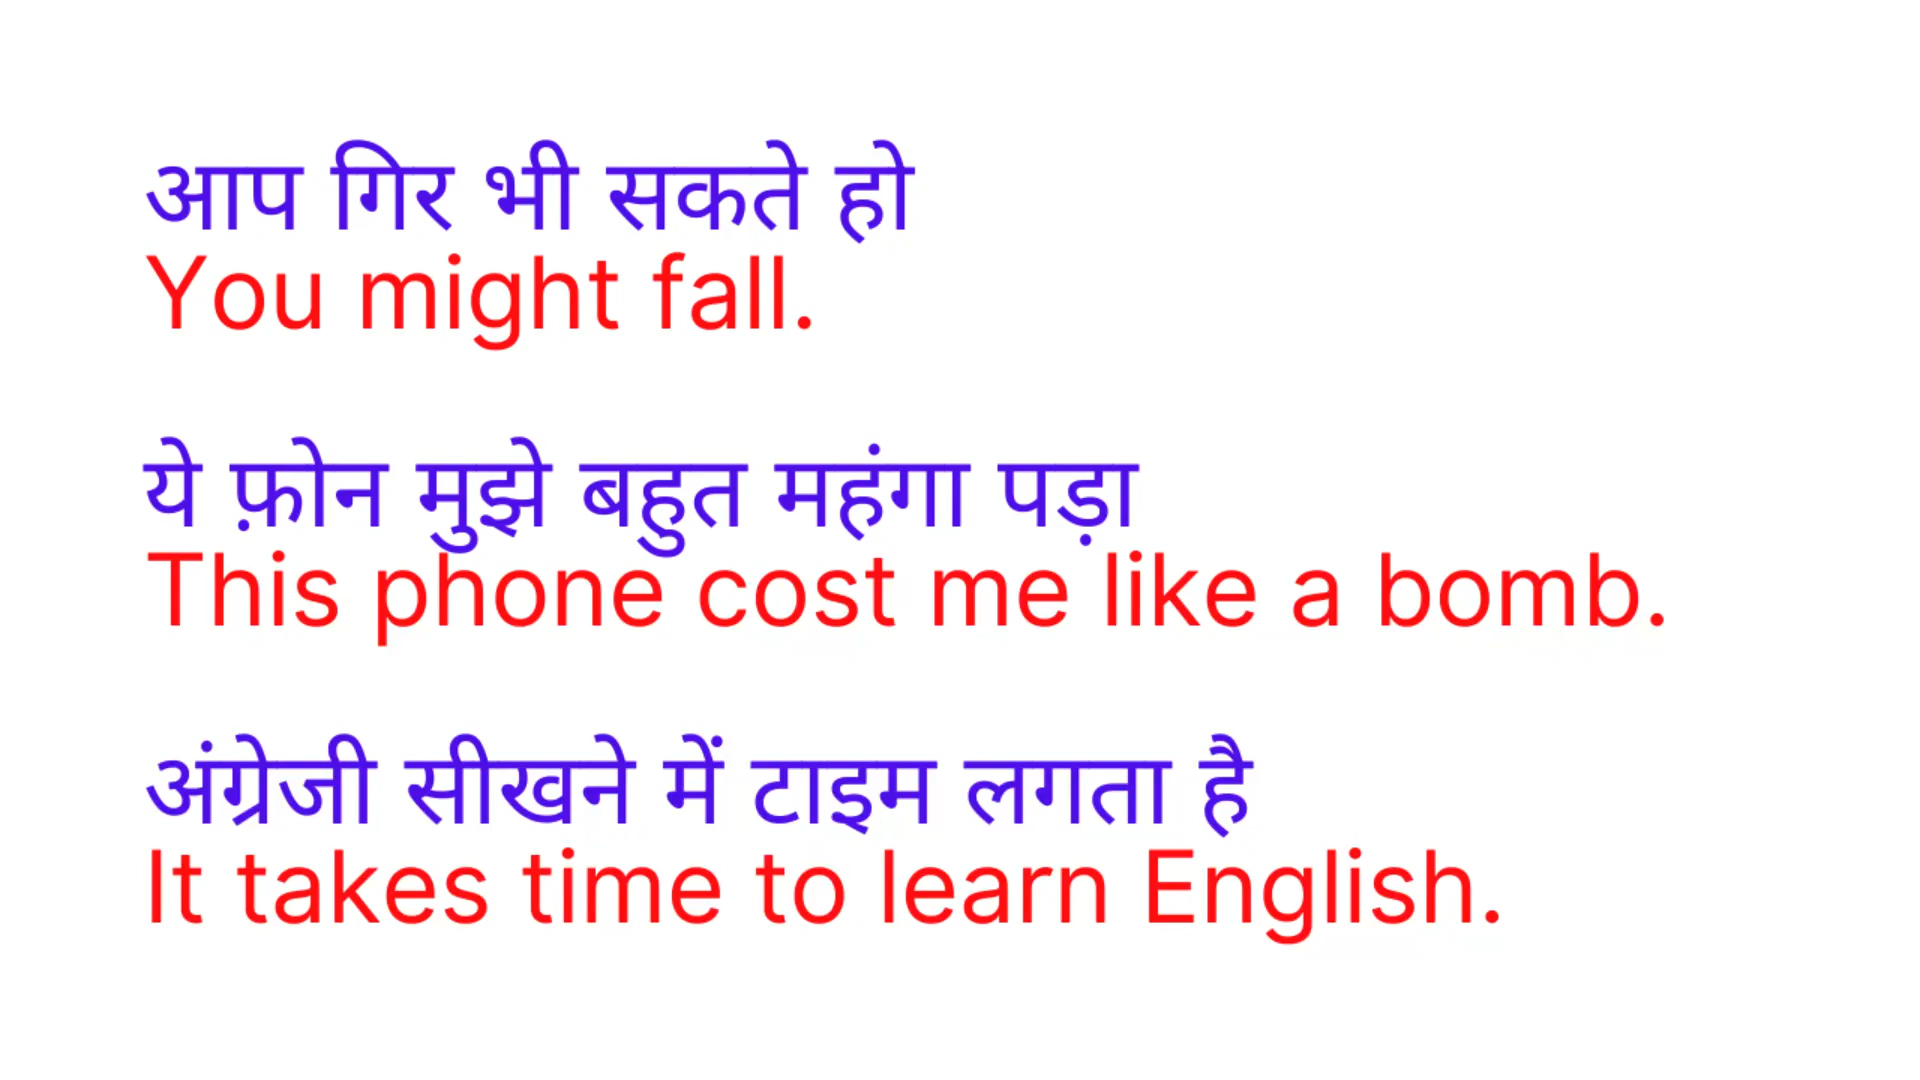 आप गिर भी सकते हो
You might fall.
ये फ़ोन मुझे बहुत महंगा पड़ा
This phone cost me like a bomb.
अंग्रेजी सीखने में टाइम लगता है
It takes time to learn English.